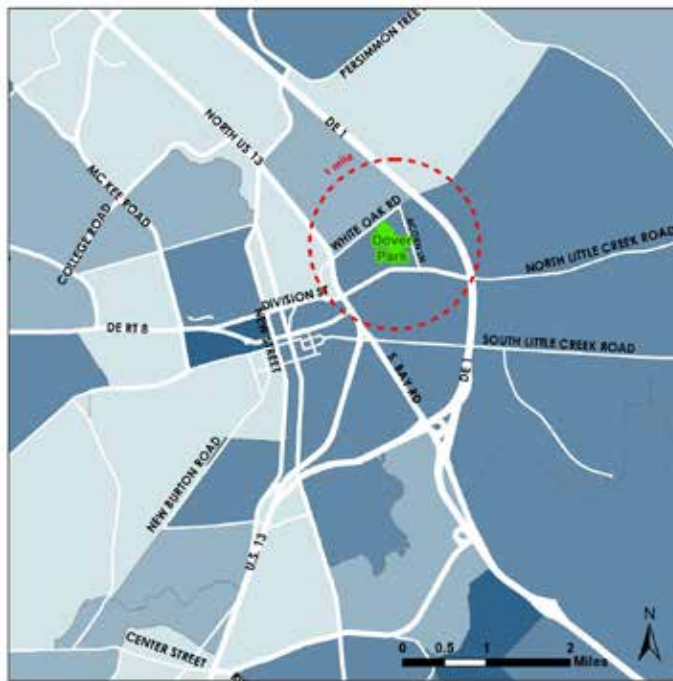 PERSIMMON TREE
DE 1
NORTH US 13
1 mile
MC KEE ROAD
COLLEGE ROAD
WHITE OAK RD
Dover
Park
NORTH LITTLE CREEK ROAD
DIVISION ST
DE RT 8
NEW STREET
SOUTH LITTLE CREEK ROAD
S. BAY RD
DE 1
NEW BURTON ROAD
U.S. 13
CENTER STREET
N
0 0.5 1 2
Miles